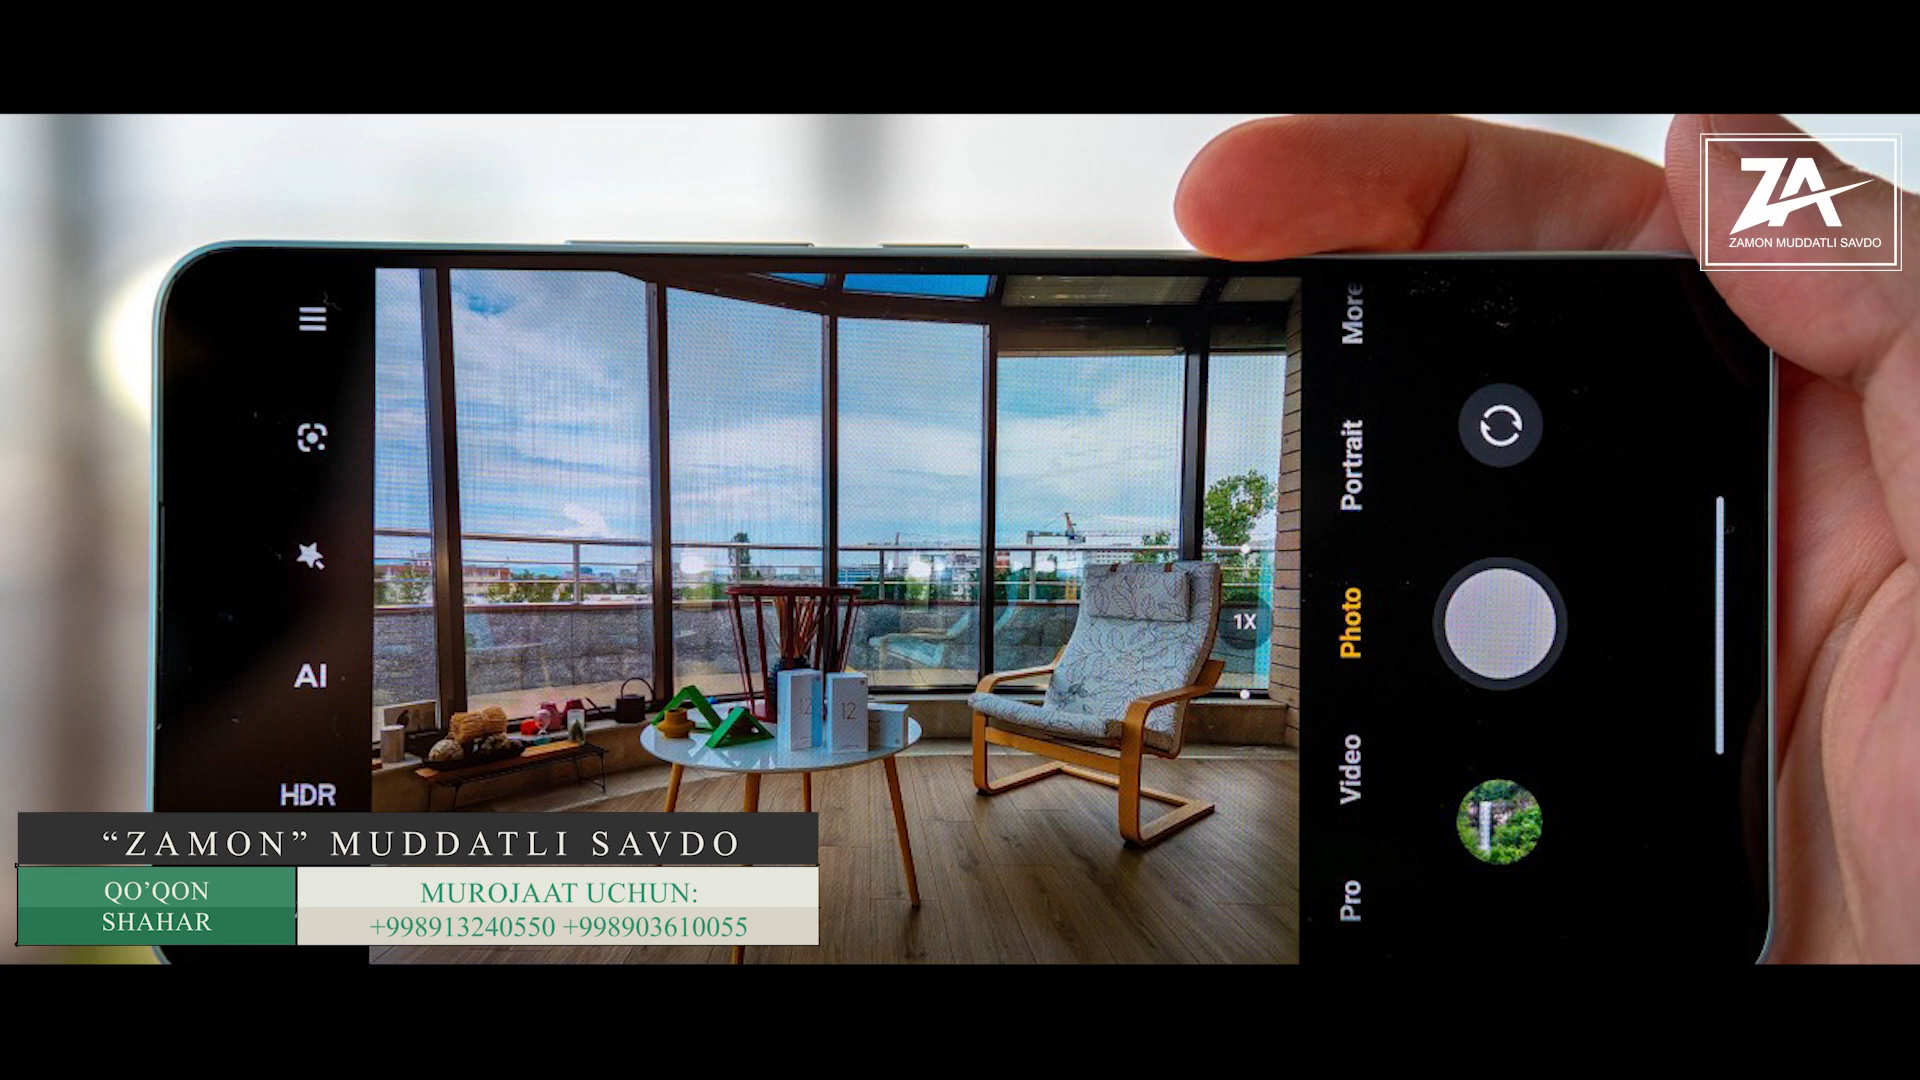 ZA
ZAMON MUDDATLI SAVDO
More
Portrait
Photo
Video
Pro
1X
AI
HDR
12
12
“ZAMON” MUDDATLI SAVDO
QO’QON
SHAHAR
MUROJAAT UCHUN:
+998913240550 +998903610055